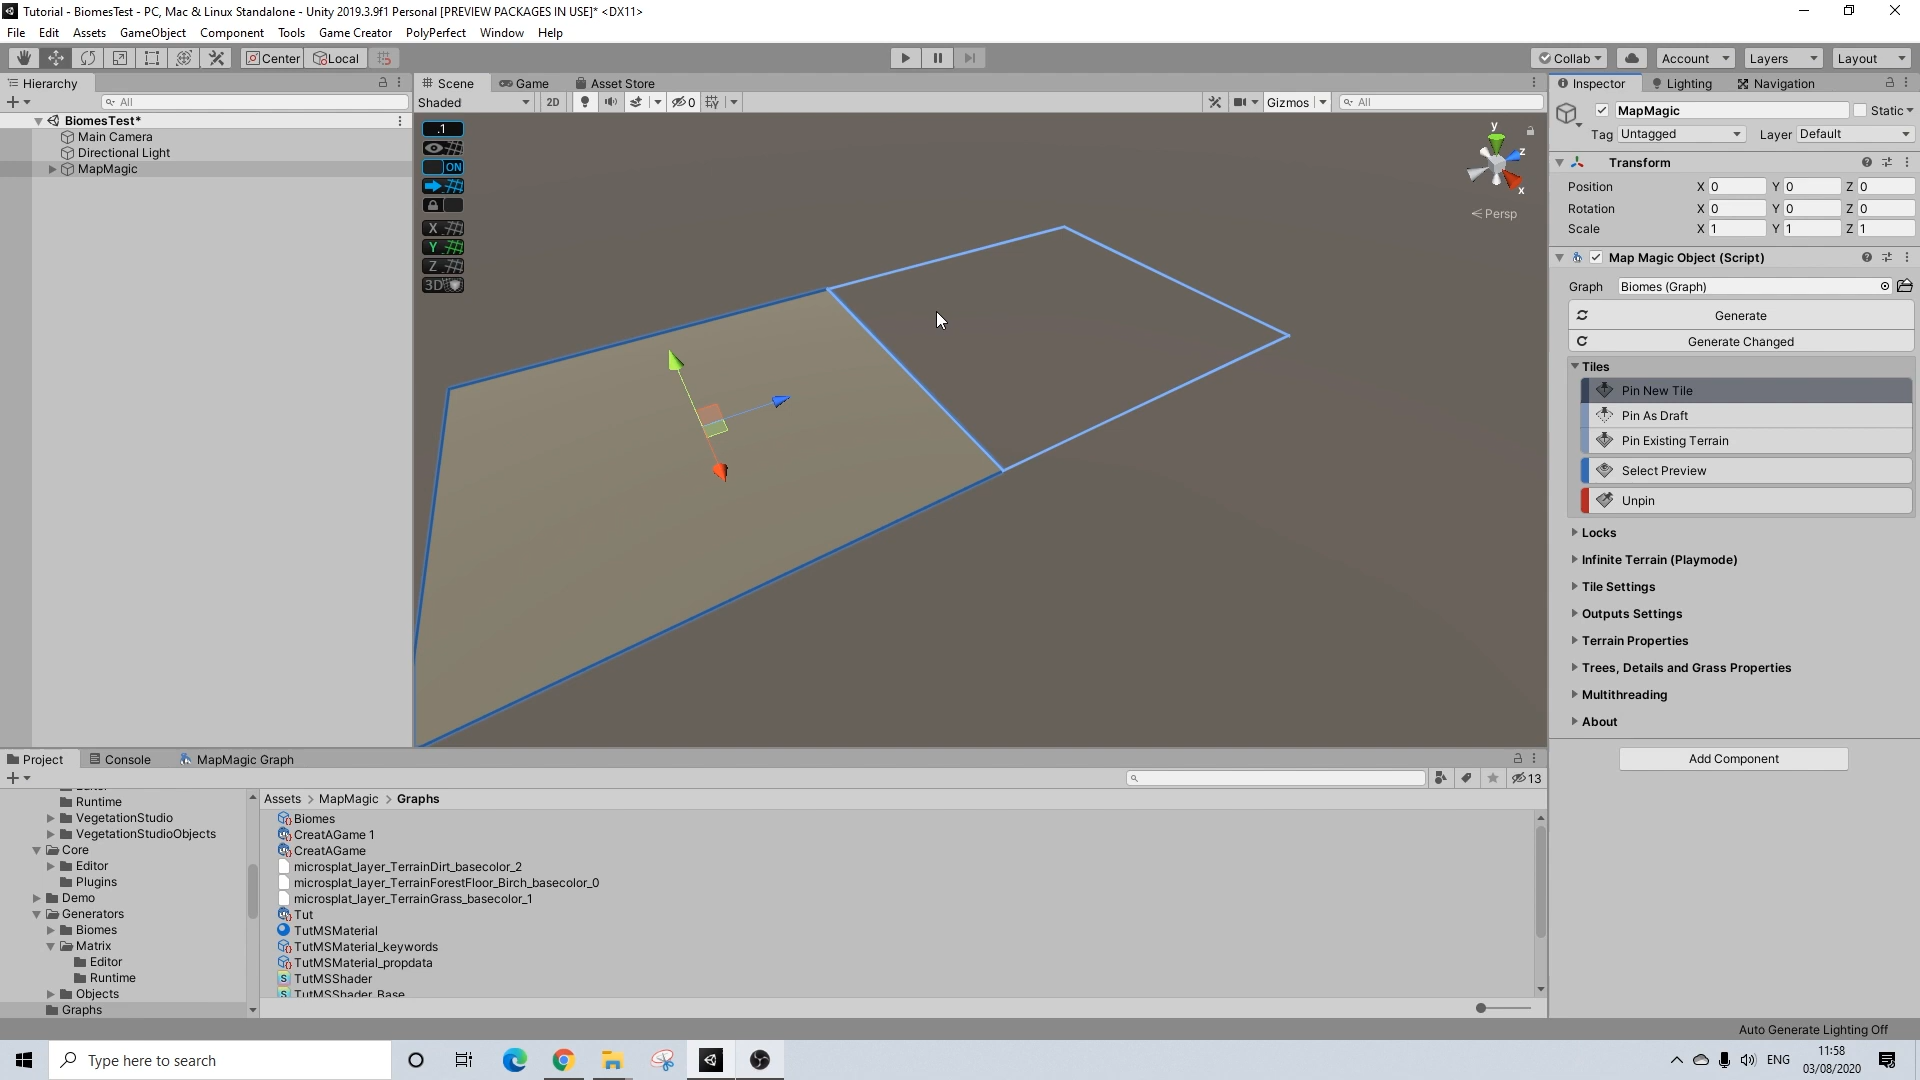 Tutorial - BiomesTest - PC, Mac & Linux Standalone - Unity 2019.3.9f1 Personal [PREVIEW PACKAGES IN USE]* <DX11>
File Edit Assets GameObject Component Tools Game Creator PolyPerfect Window Help
Center Local Collab Account Layers Layout
Hierarchy Scene Game Asset Store Inspector Lighting Navigation
All Shaded 2D 0 Gizmos All
BiomesTest*
Main Camera
Directional Light
MapMagic
.1
ON
X
Y
Z
3D
y
z
x
Persp
MapMagic Static
Tag Untagged Layer Default
Transform
Position X 0 Y 0 Z 0
Rotation X 0 Y 0 Z 0
Scale X 1 Y 1 Z 1
Map Magic Object (Script)
Graph Biomes (Graph)
Generate
Generate Changed
Tiles
Pin New Tile
Pin As Draft
Pin Existing Terrain
Select Preview
Unpin
Locks
Infinite Terrain (Playmode)
Tile Settings
Outputs Settings
Terrain Properties
Trees, Details and Grass Properties
Multithreading
About
Add Component
Project Console MapMagic Graph
13
Editor
Runtime
VegetationStudio
VegetationStudioObjects
Core
Editor
Plugins
Demo
Generators
Biomes
Matrix
Editor
Runtime
Objects
Graphs
Assets > MapMagic > Graphs
Biomes
CreatAGame 1
CreatAGame
microsplat_layer_TerrainDirt_basecolor_2
microsplat_layer_TerrainForestFloor_Birch_basecolor_0
microsplat_layer_TerrainGrass_basecolor_1
Tut
TutMSMaterial
TutMSMaterial_keywords
TutMSMaterial_propdata
TutMSShader
TutMSShader_Base
Auto Generate Lighting Off
Type here to search
ENG
11:58
03/08/2020